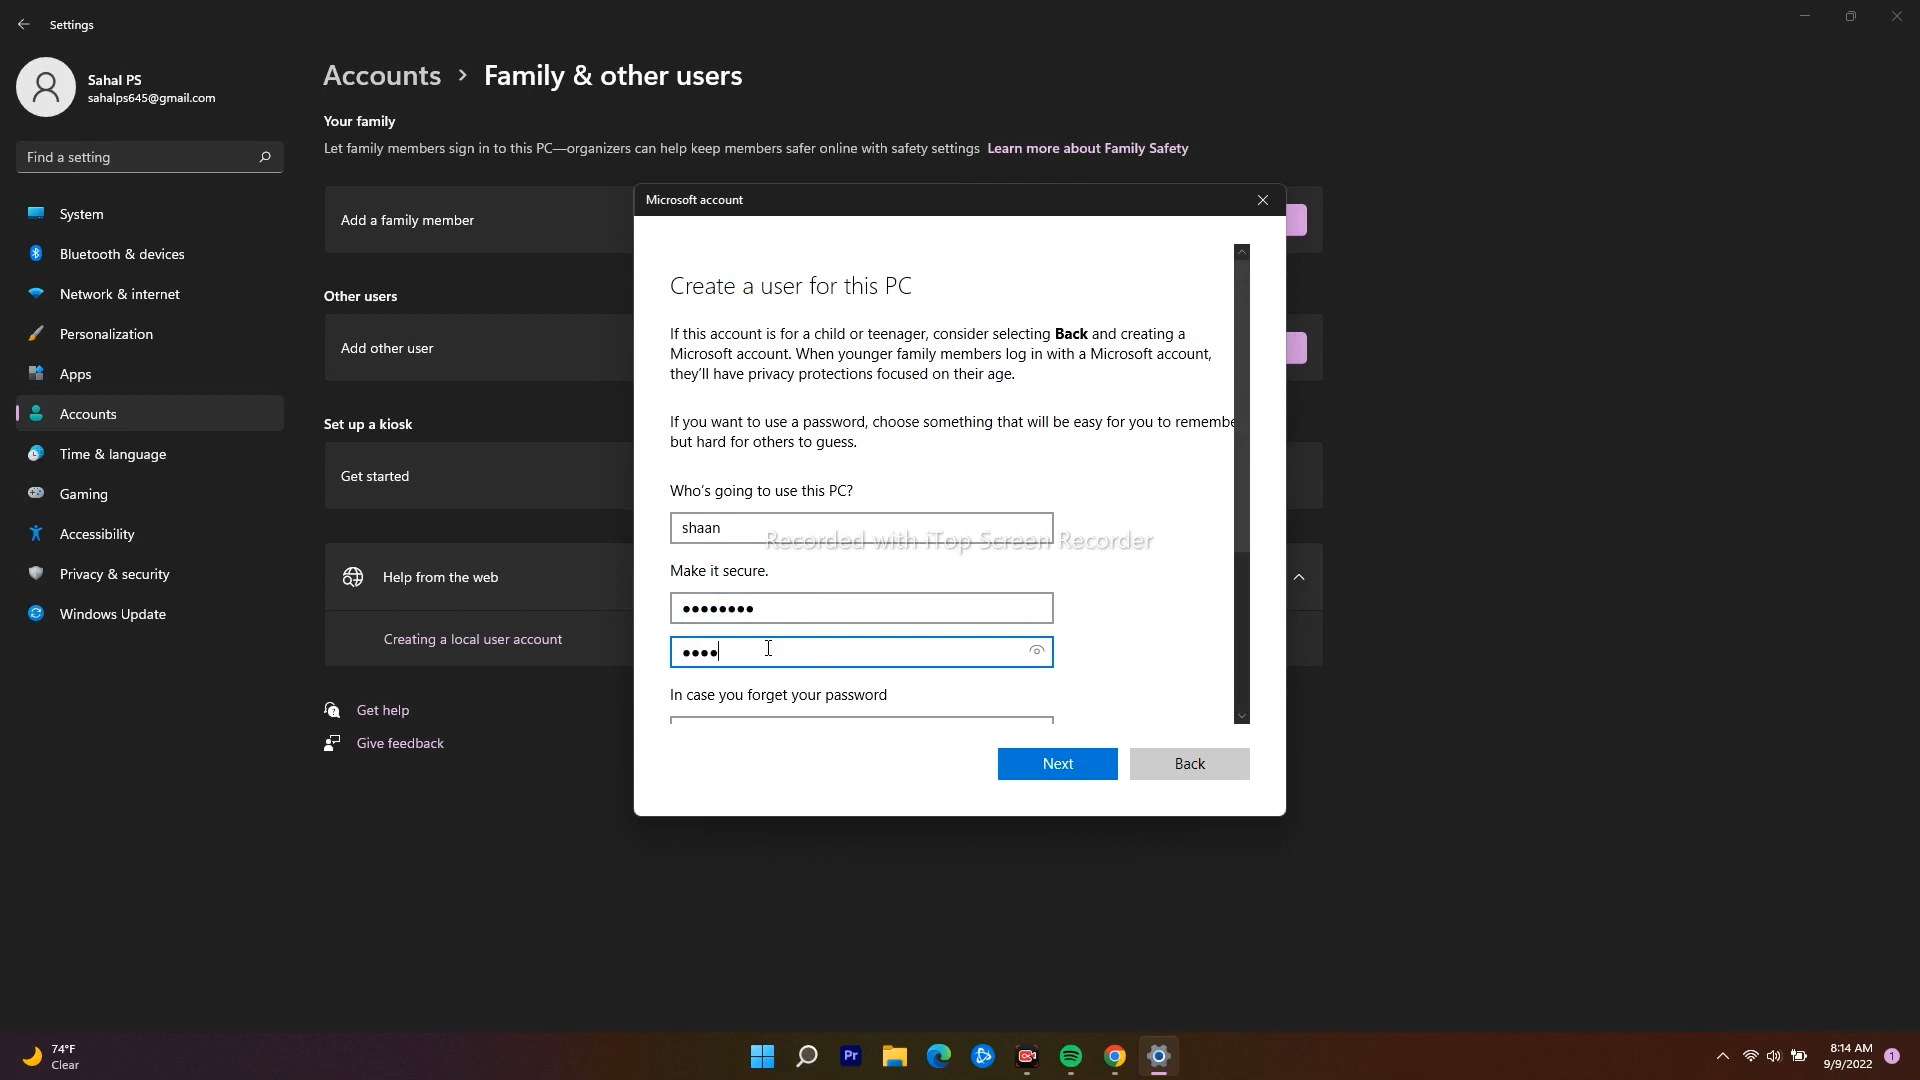 Settings
Sahal PS
sahalps645@gmail.com
Find a setting
System
Bluetooth & devices
Network & internet
Personalization
Apps
Accounts
Time & language
Gaming
Accessibility
Privacy & security
Windows Update
Accounts > Family & other users
Your family
Let family members sign in to this PC—organizers can help keep members safer online with safety settings Learn more about Family Safety
Add a family member
Other users
Add other user
Set up a kiosk
Get started
Help from the web
Creating a local user account
Get help
Give feedback
Microsoft account
Create a user for this PC
If this account is for a child or teenager, consider selecting Back and creating a
Microsoft account. When younger family members log in with a Microsoft account,
they'll have privacy protections focused on their age.
If you want to use a password, choose something that will be easy for you to remembe
but hard for others to guess.
Who's going to use this PC?
shaan
Recorded with iTop Screen Recorder
Make it secure.
●●●●●●●●
●●●●
In case you forget your password
Next
Back
74°F
Clear
Pr
8:14 AM
9/9/2022
1